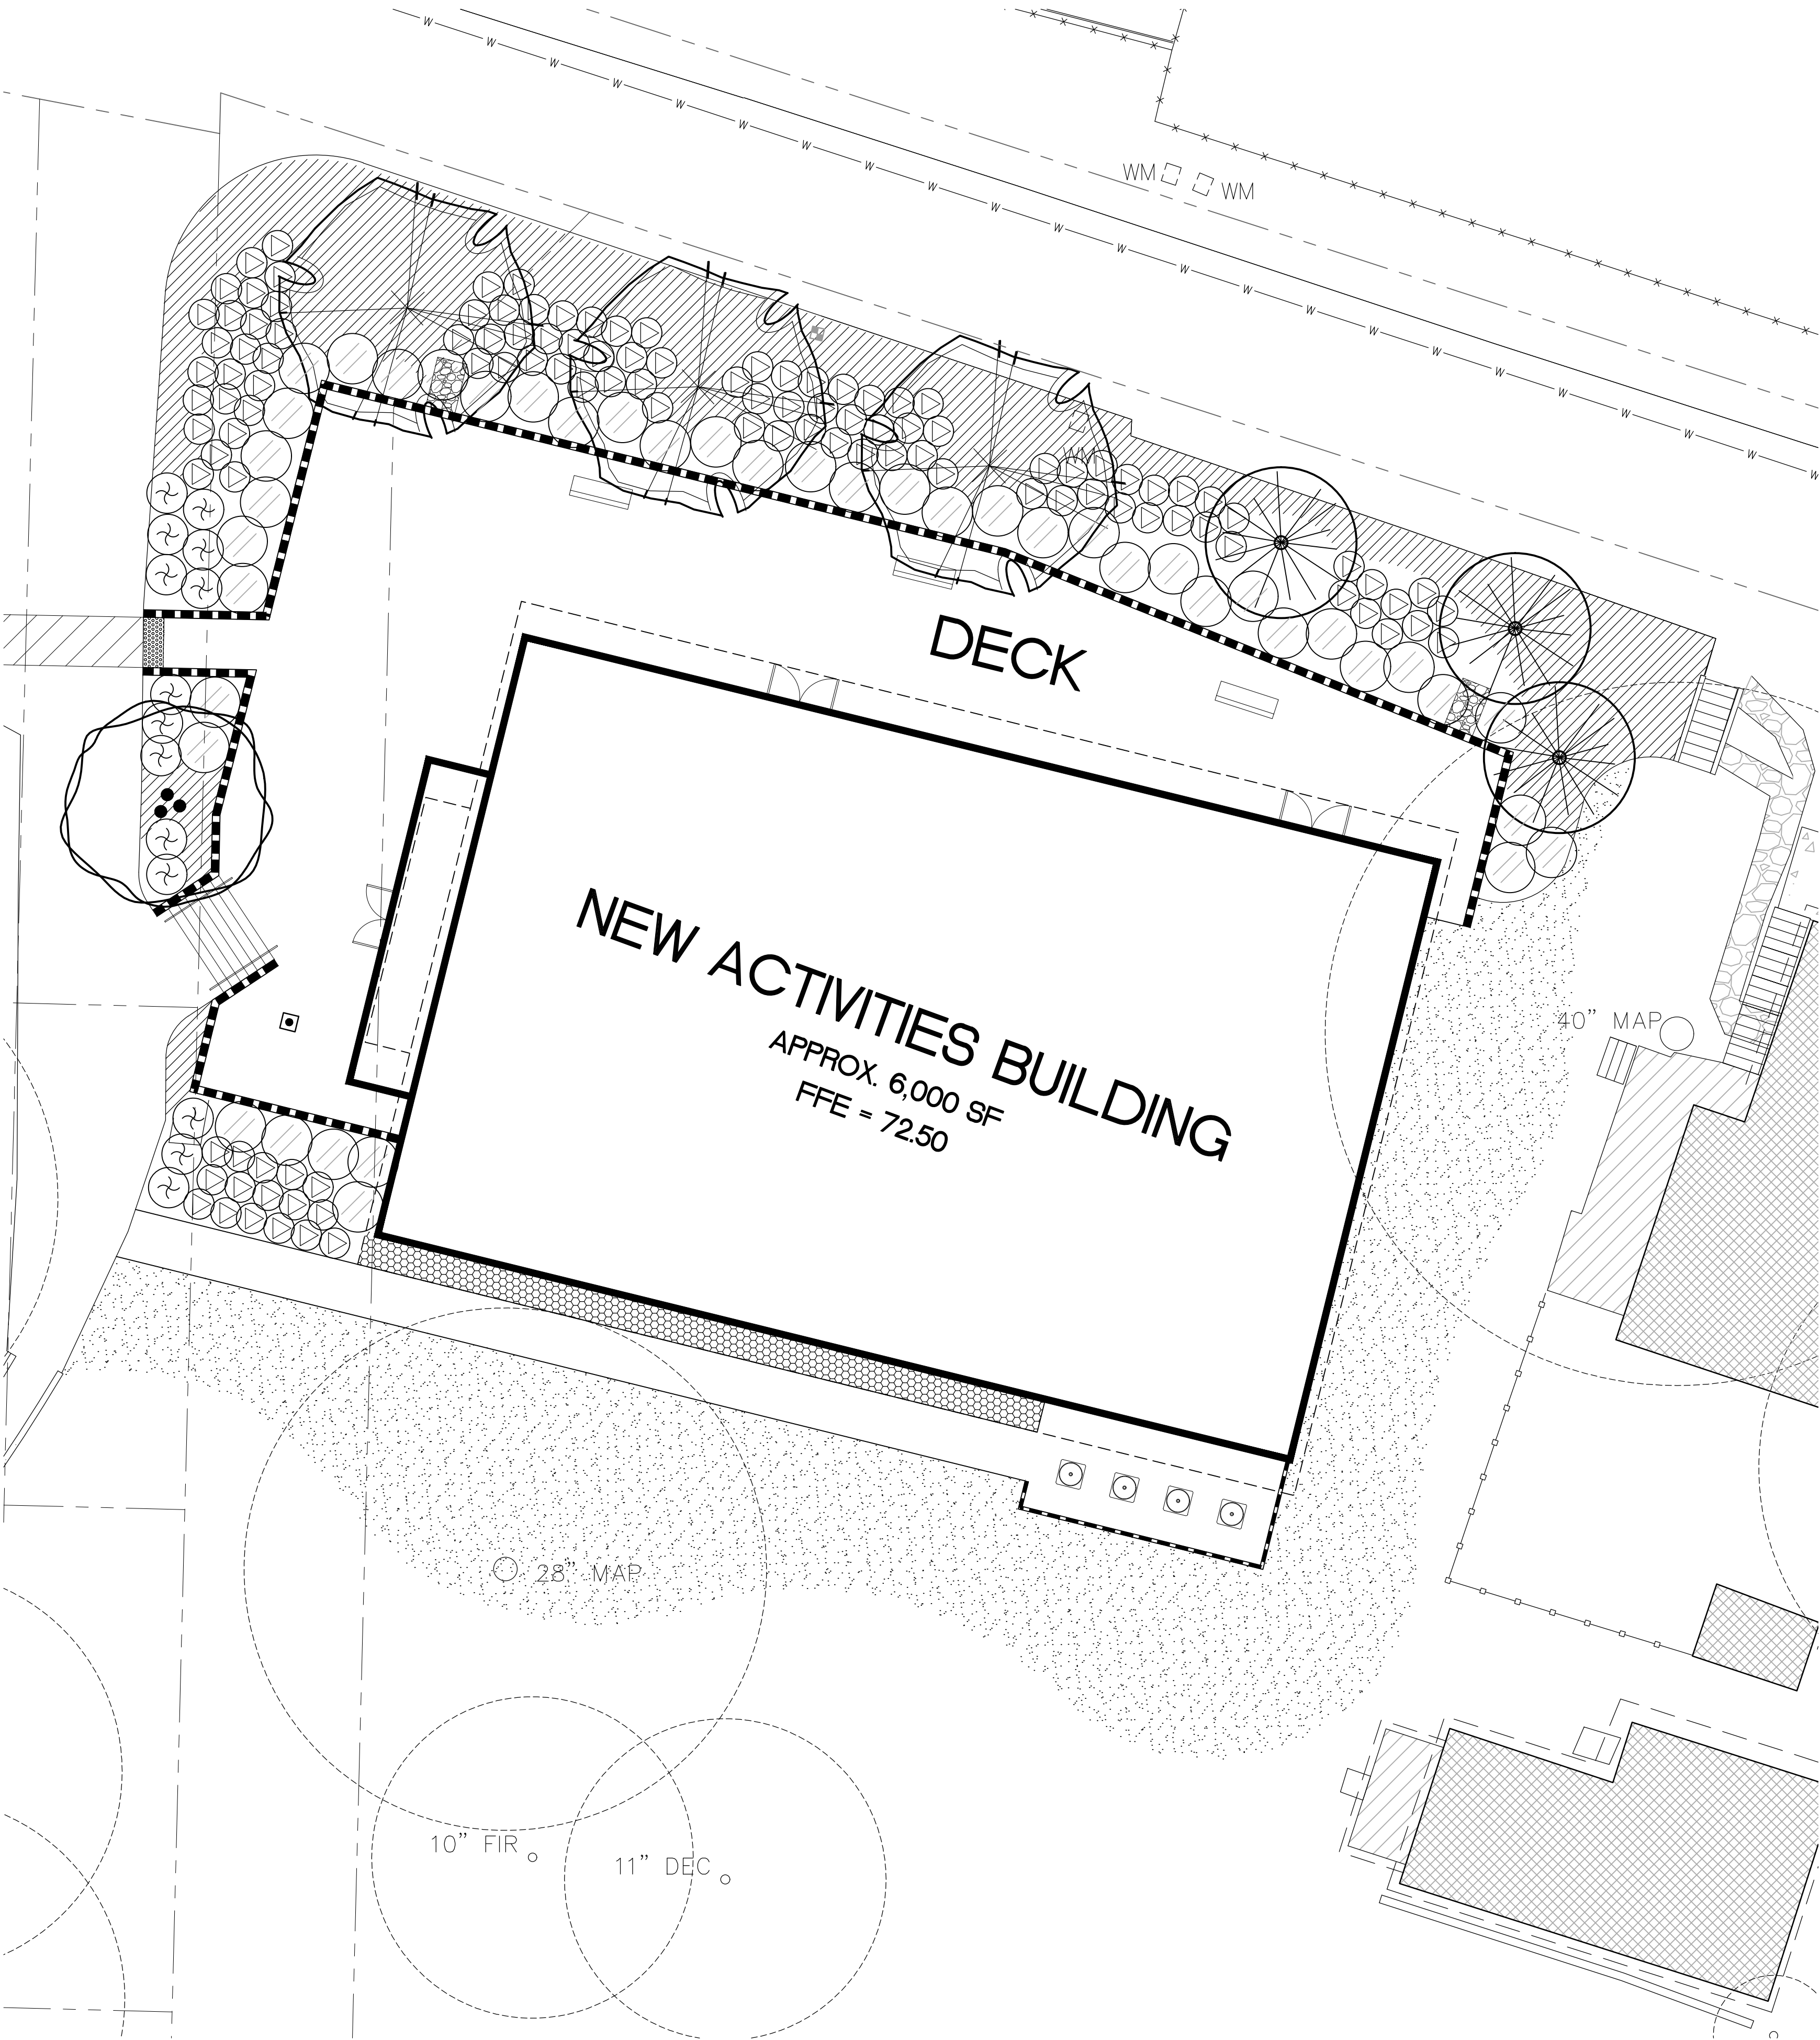 W W W W W W W W W W W W W W W W W W W W W W W
WM WM
WM
DECK
NEW ACTIVITIES BUILDING
APPROX. 6,000 SF
FFE = 72.50
40” MAP
28” MAP
10” FIR
11” DEC